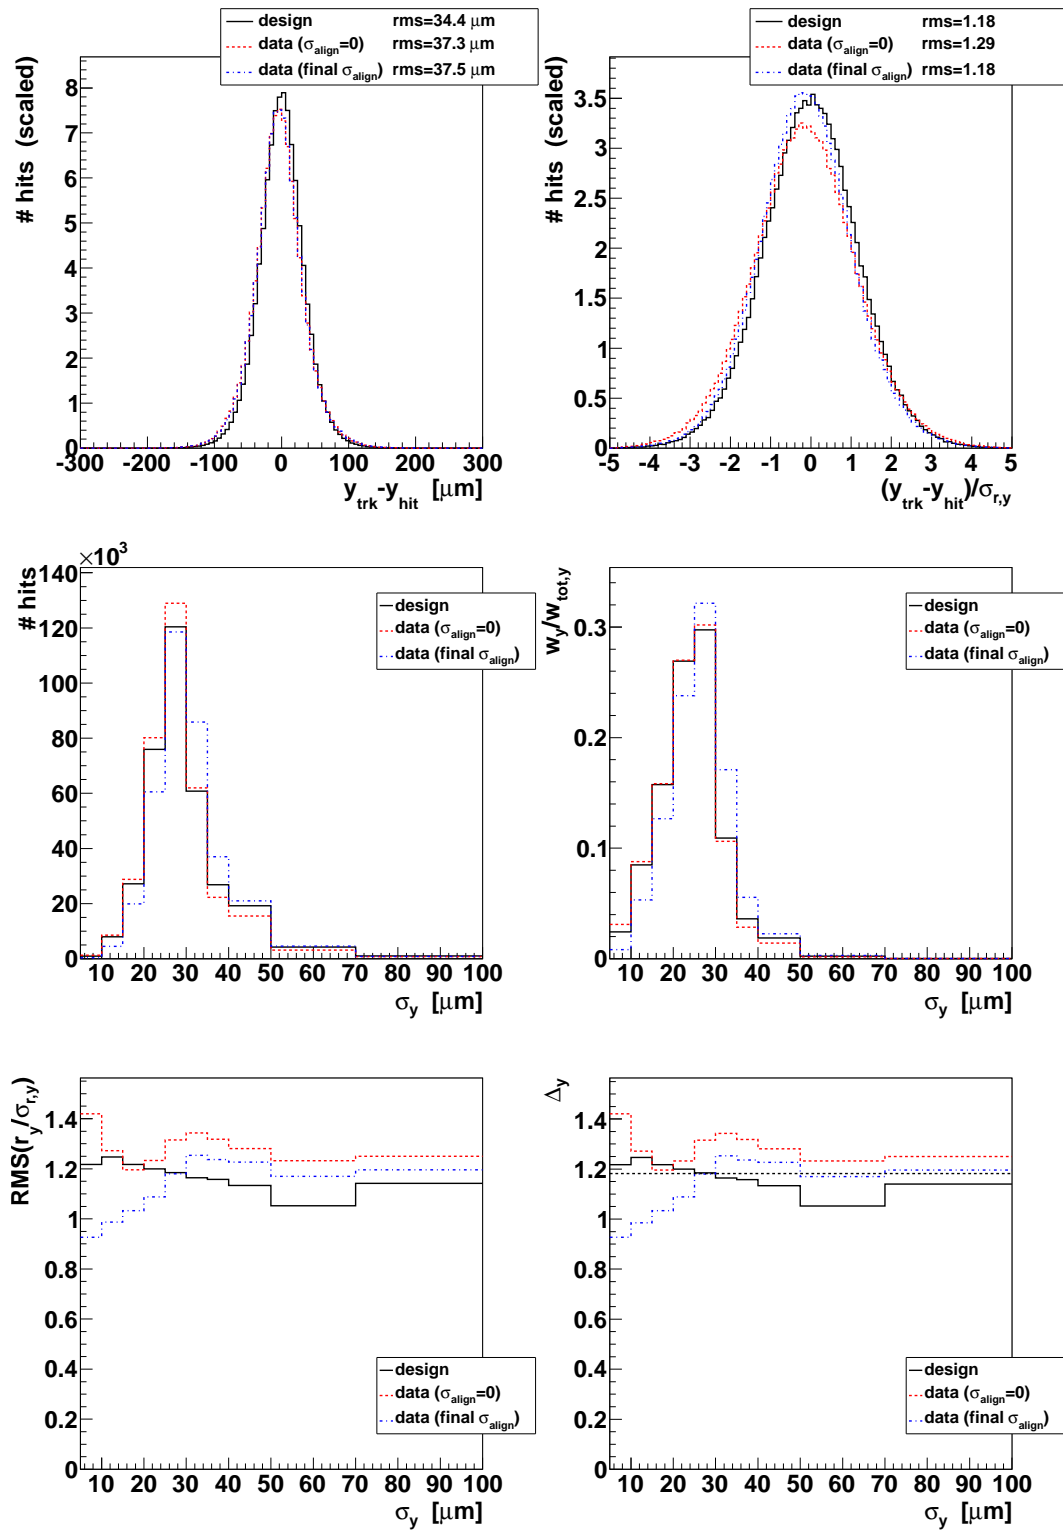 design rms=34.4 μm
data (σalign=0) rms=37.3 μm
data (final σalign) rms=37.5 μm
# hits (scaled)
8
7
6
5
4
3
2
1
0
-300 -200 -100 0 100 200 300
ytrk-yhit [μm]
design rms=1.18
data (σalign=0) rms=1.29
data (final σalign) rms=1.18
# hits (scaled)
3.5
3
2.5
2
1.5
1
0.5
0
-5 -4 -3 -2 -1 0 1 2 3 4 5
(ytrk-yhit)/σr,y
×10³
# hits
140
120
100
80
60
40
20
0
10 20 30 40 50 60 70 80 90 100
σy [μm]
design
data (σalign=0)
data (final σalign)
wy/wtot,y
0.3
0.2
0.1
0
10 20 30 40 50 60 70 80 90 100
σy [μm]
design
data (σalign=0)
data (final σalign)
RMS(ry/σr,y)
1.4
1.2
1
0.8
0.6
0.4
0.2
0
10 20 30 40 50 60 70 80 90 100
σy [μm]
design
data (σalign=0)
data (final σalign)
Δy
1.4
1.2
1
0.8
0.6
0.4
0.2
0
10 20 30 40 50 60 70 80 90 100
σy [μm]
design
data (σalign=0)
data (final σalign)